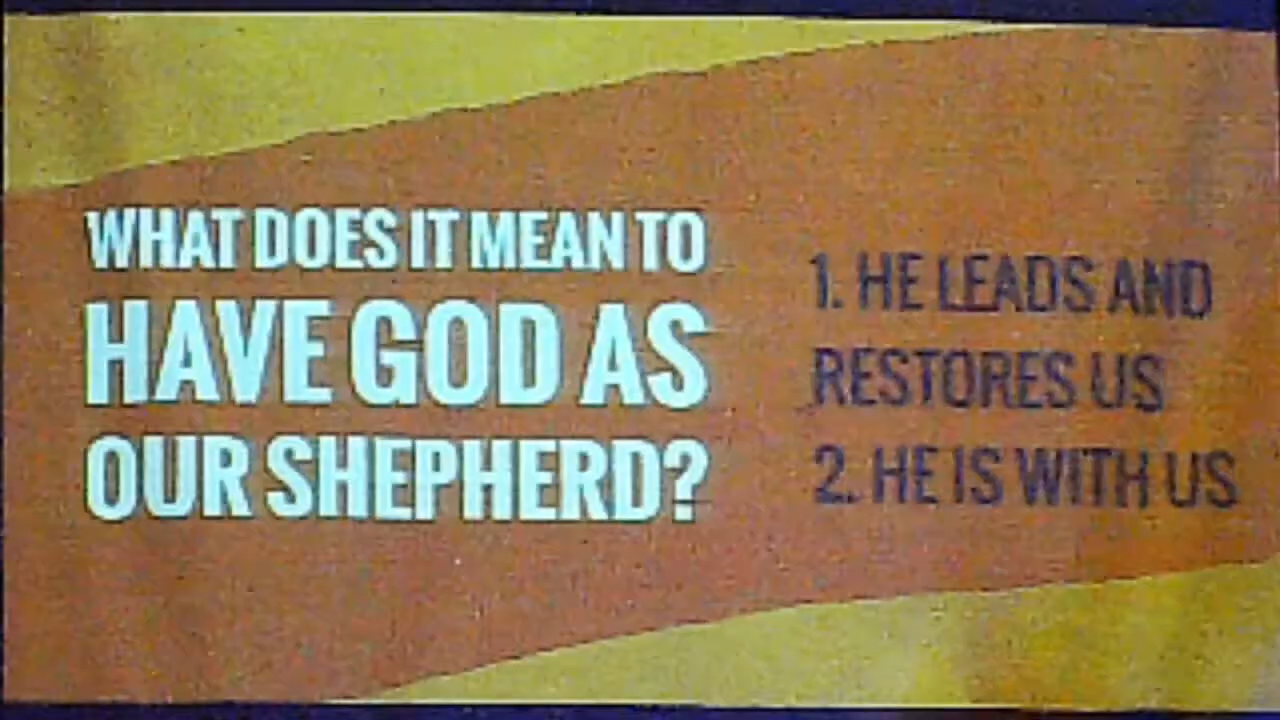 WHAT DOES IT MEAN TO
HAVE GOD AS
OUR SHEPHERD?
1. HE LEADS AND
RESTORES US
2. HE IS WITH US